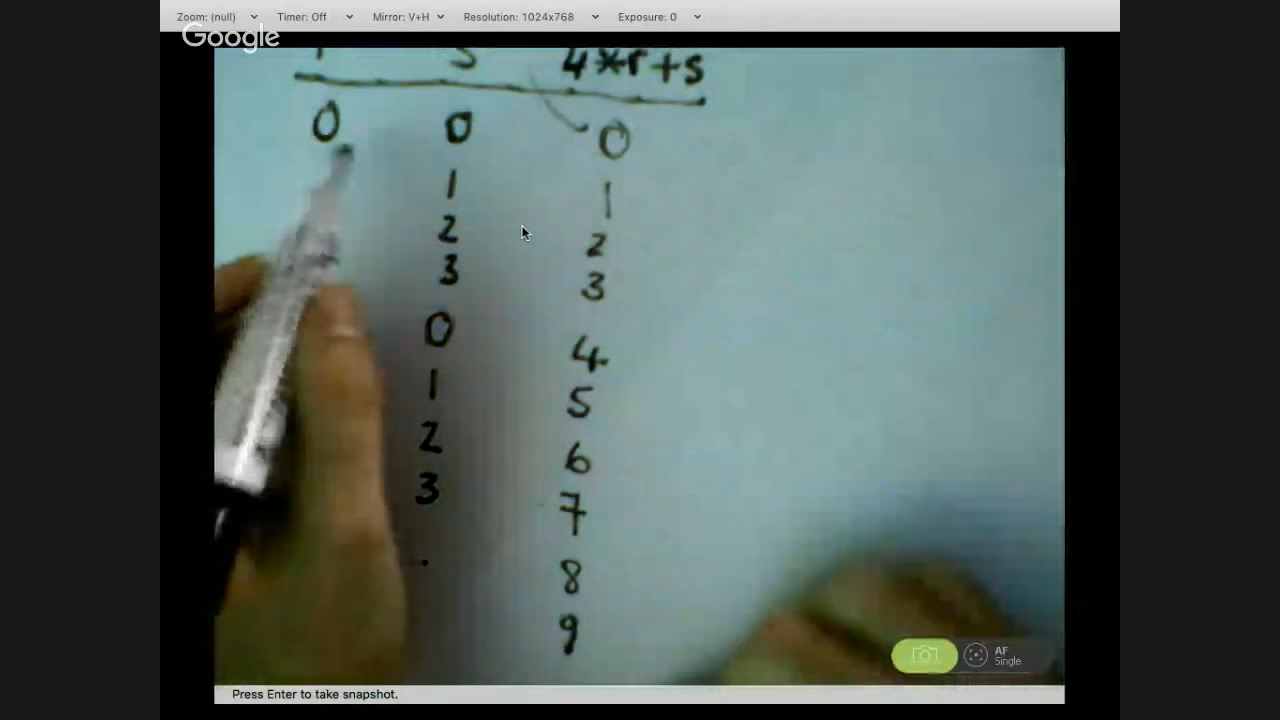 Zoom: (null) Timer: Off Mirror: V+H Resolution: 1024x768 Exposure: 0
Google
4*r+s
0 0 0
1 1
2 2
3 3
0 4
1 5
2 6
3 7
8
9
AF
Single
Press Enter to take snapshot.